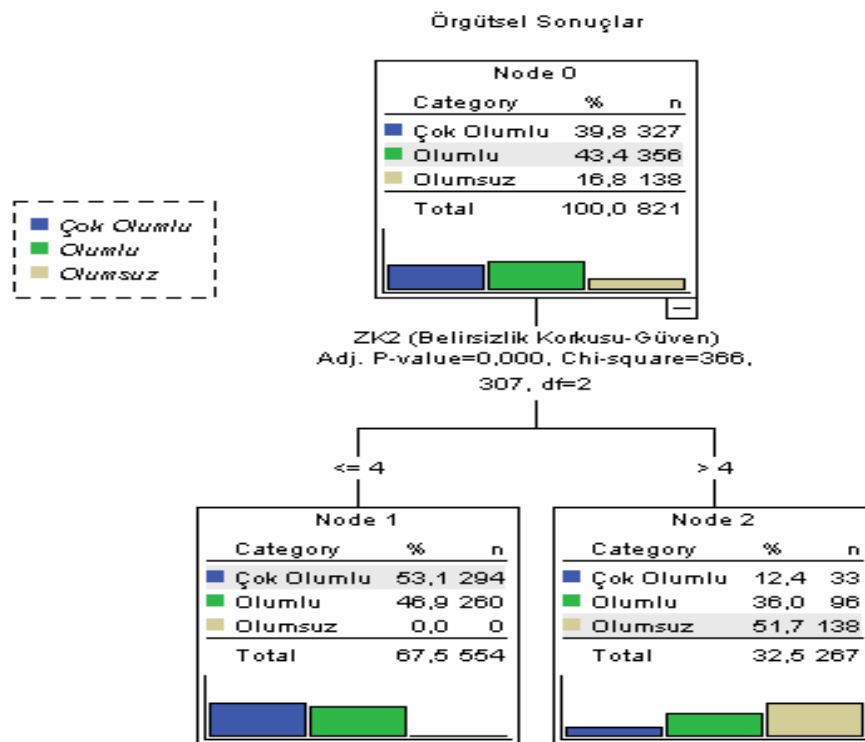 Örgütsel Sonuçlar
Node 0
Category % n
Çok Olumlu 39,8 327
Olumlu 43,4 356
Olumsuz 16,8 138
Total 100,0 821
Çok Olumlu
Olumlu
Olumsuz
ZK2 (Belirsizlik Korkusu-Güven)
Adj. P-value=0,000, Chi-square=366,
307, df=2
<= 4
> 4
Node 1
Category % n
Çok Olumlu 53,1 294
Olumlu 46,9 260
Olumsuz 0,0 0
Total 67,5 554
Node 2
Category % n
Çok Olumlu 12,4 33
Olumlu 36,0 96
Olumsuz 51,7 138
Total 32,5 267